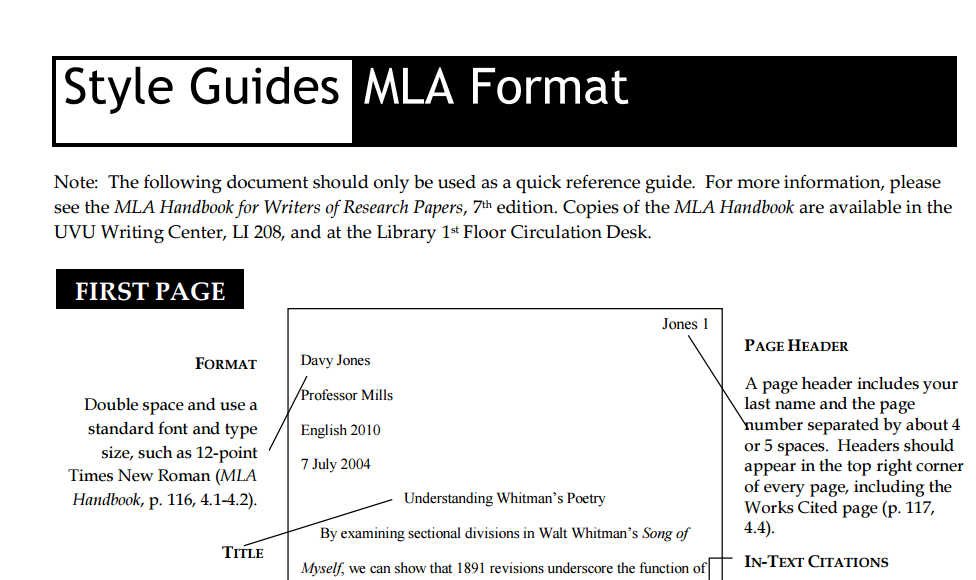 Style Guides MLA Format
Note:  The following document should only be used as a quick reference guide.  For more information, please
see the MLA Handbook for Writers of Research Papers, 7th edition. Copies of the MLA Handbook are available in the
UVU Writing Center, LI 208, and at the Library 1st Floor Circulation Desk.
FIRST PAGE
FORMAT
Double space and use a
standard font and type
size, such as 12-point
Times New Roman (MLA
Handbook, p. 116, 4.1-4.2).
TITLE
Jones 1
Davy Jones
Professor Mills
English 2010
7 July 2004
Understanding Whitman’s Poetry
By examining sectional divisions in Walt Whitman’s Song of
Myself, we can show that 1891 revisions underscore the function of
PAGE HEADER
A page header includes your
last name and the page
number separated by about 4
or 5 spaces.  Headers should
appear in the top right corner
of every page, including the
Works Cited page (p. 117,
4.4).
IN-TEXT CITATIONS